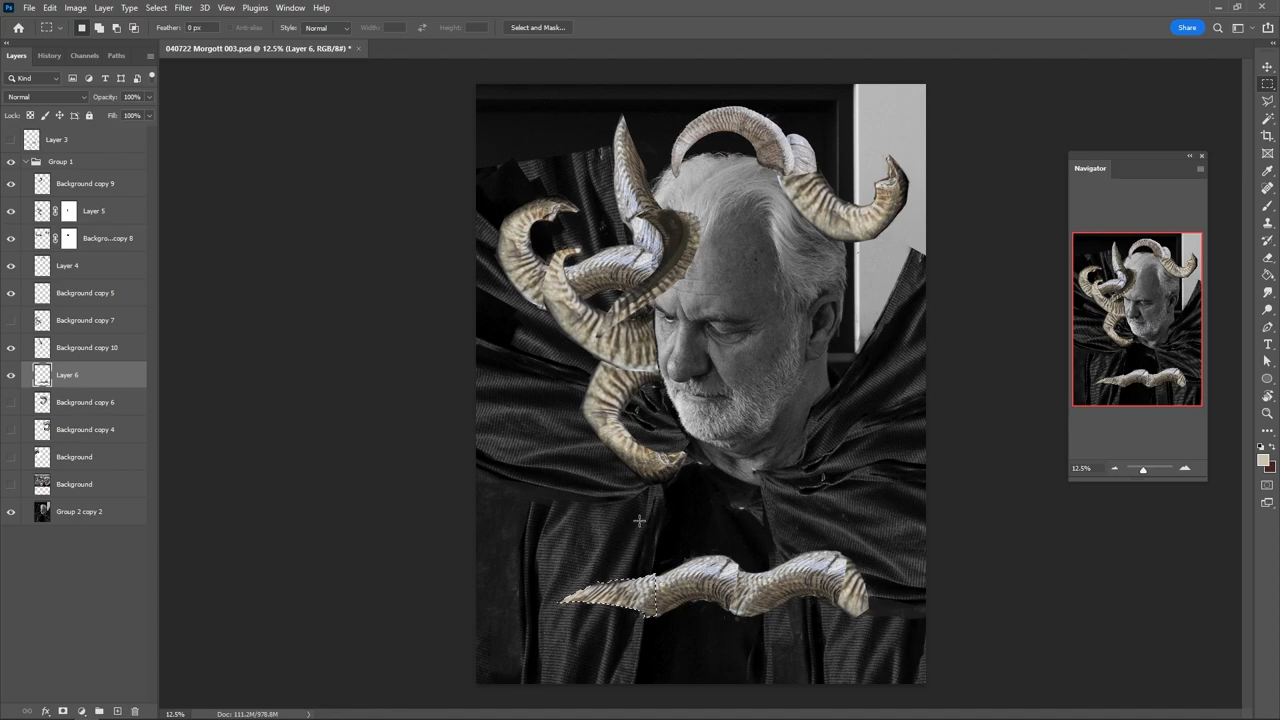 File Edit Image Layer Type Select Filter 3D View Plugins Window Help
Feather: 0 px Anti-alias Style: Normal Width: Height: Select and Mask... Share
Layers History Channels Paths
040722 Morgott 003.psd @ 12.5% (Layer 6, RGB/8#) *
Kind
Normal Opacity: 100%
Lock: Fill: 100%
Layer 3
Group 1
Background copy 9
Layer 5
Backgro...copy 8
Layer 4
Background copy 5
Background copy 7
Background copy 10
Layer 6
Background copy 6
Background copy 4
Background
Background
Group 2 copy 2
Navigator
12.5%
12.5% Doc: 111.2M/978.8M